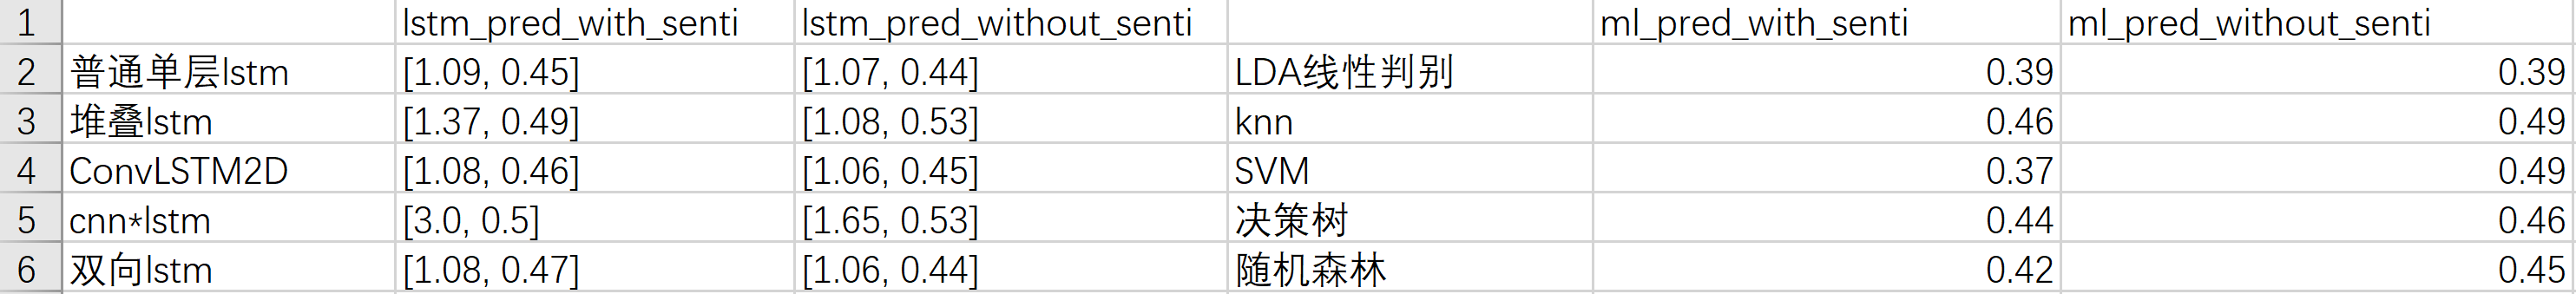 1 lstm_pred_with_senti lstm_pred_without_senti ml_pred_with_senti ml_pred_without_senti
2 普通单层lstm [1.09, 0.45] [1.07, 0.44] LDA线性判别 0.39 0.39
3 堆叠lstm [1.37, 0.49] [1.08, 0.53] knn 0.46 0.49
4 ConvLSTM2D [1.08, 0.46] [1.06, 0.45] SVM 0.37 0.49
5 cnn*lstm [3.0, 0.5] [1.65, 0.53] 决策树 0.44 0.46
6 双向lstm [1.08, 0.47] [1.06, 0.44] 随机森林 0.42 0.45